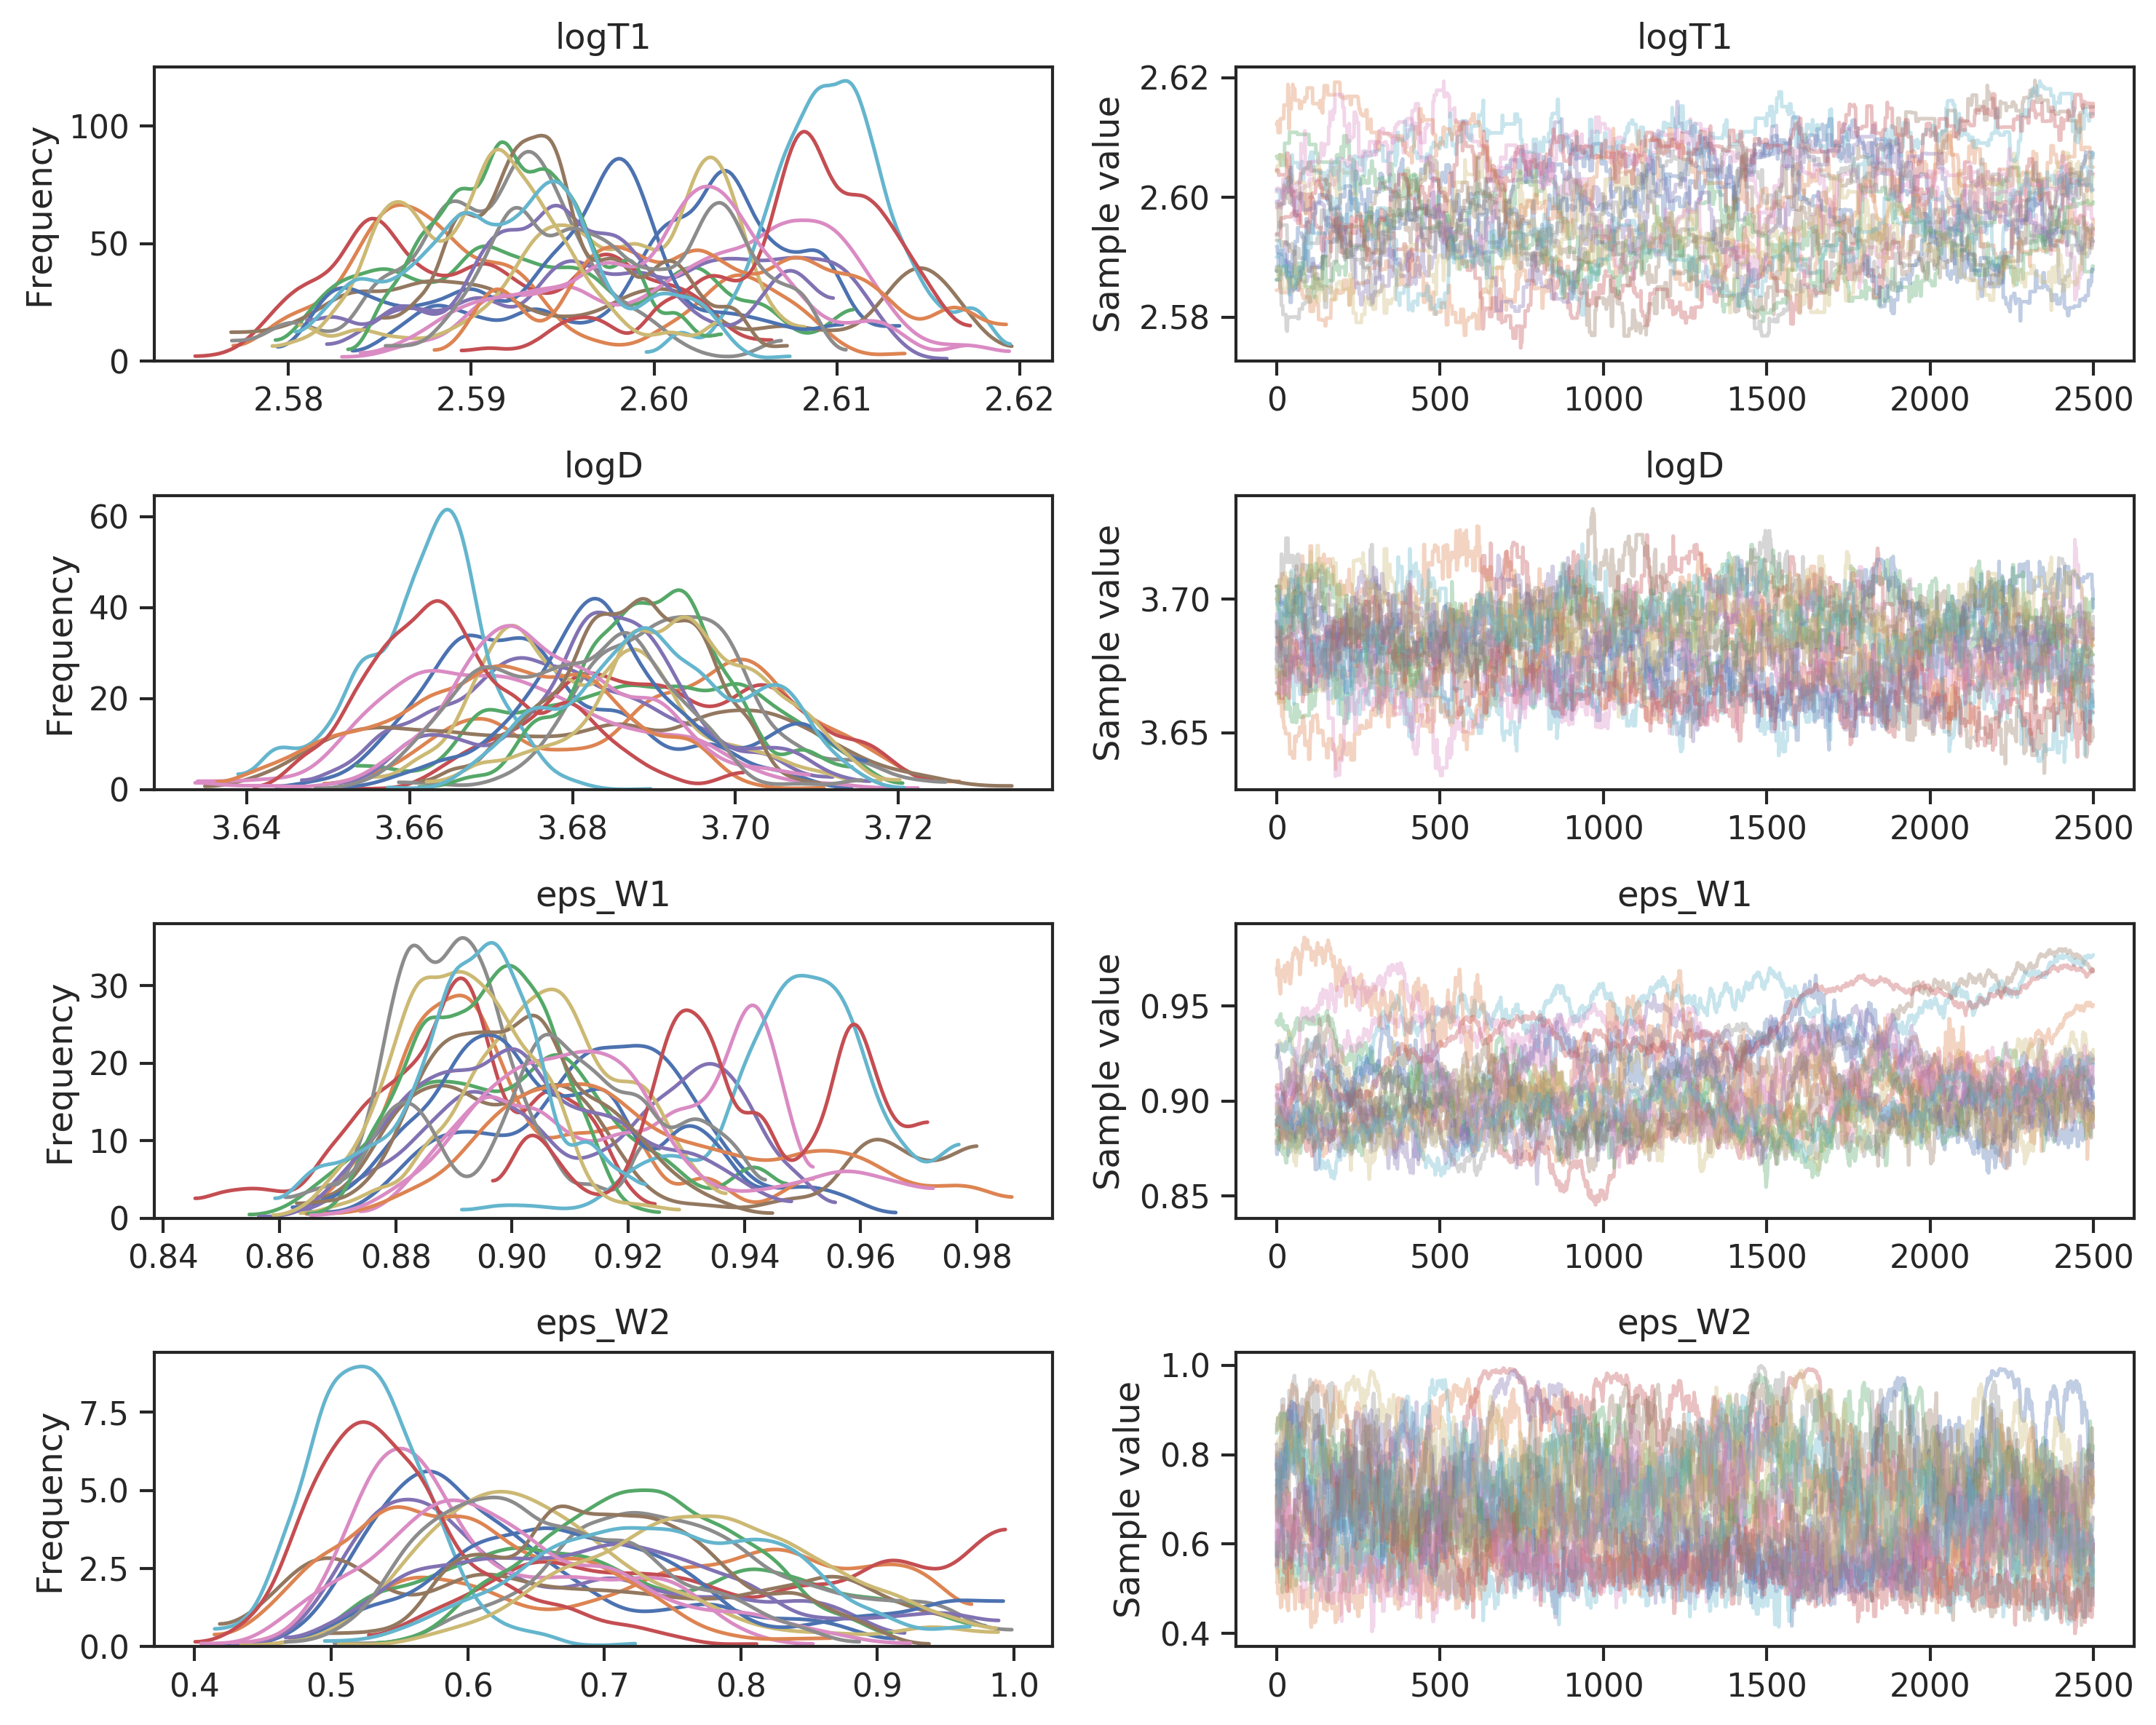 logT1
logT1
Frequency
100
50
0
2.58 2.59 2.60 2.61 2.62
Sample value
2.62
2.60
2.58
0 500 1000 1500 2000 2500
logD
logD
Frequency
60
40
20
0
3.64 3.66 3.68 3.70 3.72
Sample value
3.70
3.65
0 500 1000 1500 2000 2500
eps_W1
eps_W1
Frequency
30
20
10
0
0.84 0.86 0.88 0.90 0.92 0.94 0.96 0.98
Sample value
0.95
0.90
0.85
0 500 1000 1500 2000 2500
eps_W2
eps_W2
Frequency
7.5
5.0
2.5
0.0
0.4 0.5 0.6 0.7 0.8 0.9 1.0
Sample value
1.0
0.8
0.6
0.4
0 500 1000 1500 2000 2500